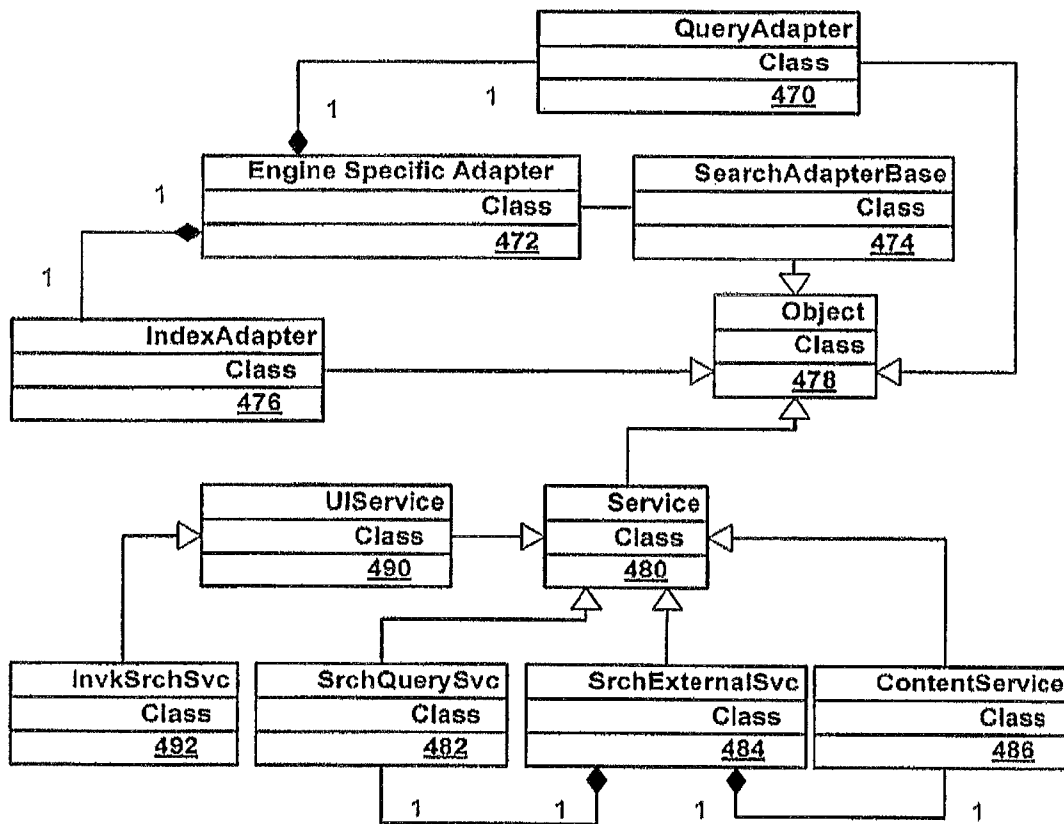 QueryAdapter
Class
470
1
1
Engine Specific Adapter
Class
472
SearchAdapterBase
Class
474
1
1
Object
Class
478
IndexAdapter
Class
476
UIService
Class
490
Service
Class
480
InvkSrchSvc
Class
492
SrchQuerySvc
Class
482
SrchExternalSvc
Class
484
ContentService
Class
486
1
1
1
1